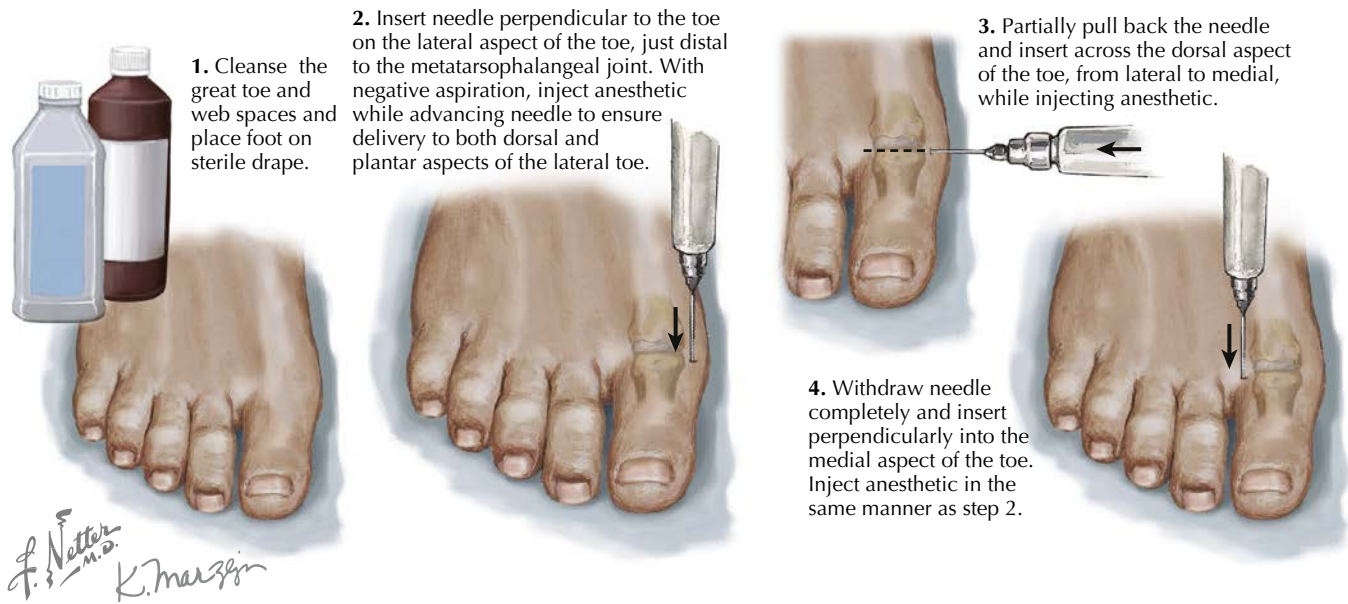 1. Cleanse the
great toe and
web spaces and
place foot on
sterile drape.
2. Insert needle perpendicular to the toe
on the lateral aspect of the toe, just distal
to the metatarsophalangeal joint. With
negative aspiration, inject anesthetic
while advancing needle to ensure
delivery to both dorsal and
plantar aspects of the lateral toe.
3. Partially pull back the needle
and insert across the dorsal aspect
of the toe, from lateral to medial,
while injecting anesthetic.
4. Withdraw needle
completely and insert
perpendicularly into the
medial aspect of the toe.
Inject anesthetic in the
same manner as step 2.
F. Netter
M.D.